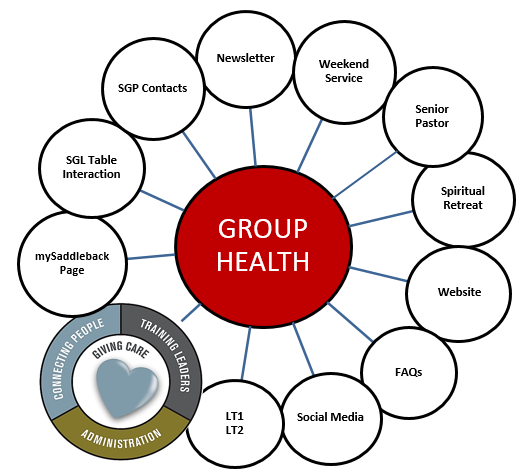 Newsletter
Weekend
Service
SGP Contacts
Senior
Pastor
SGL Table
Interaction
Spiritual
Retreat
GROUP
HEALTH
mySaddleback
Page
Website
CONNECTING PEOPLE
TRAINING LEADERS
GIVING CARE
ADMINISTRATION
FAQs
LT1
LT2
Social Media